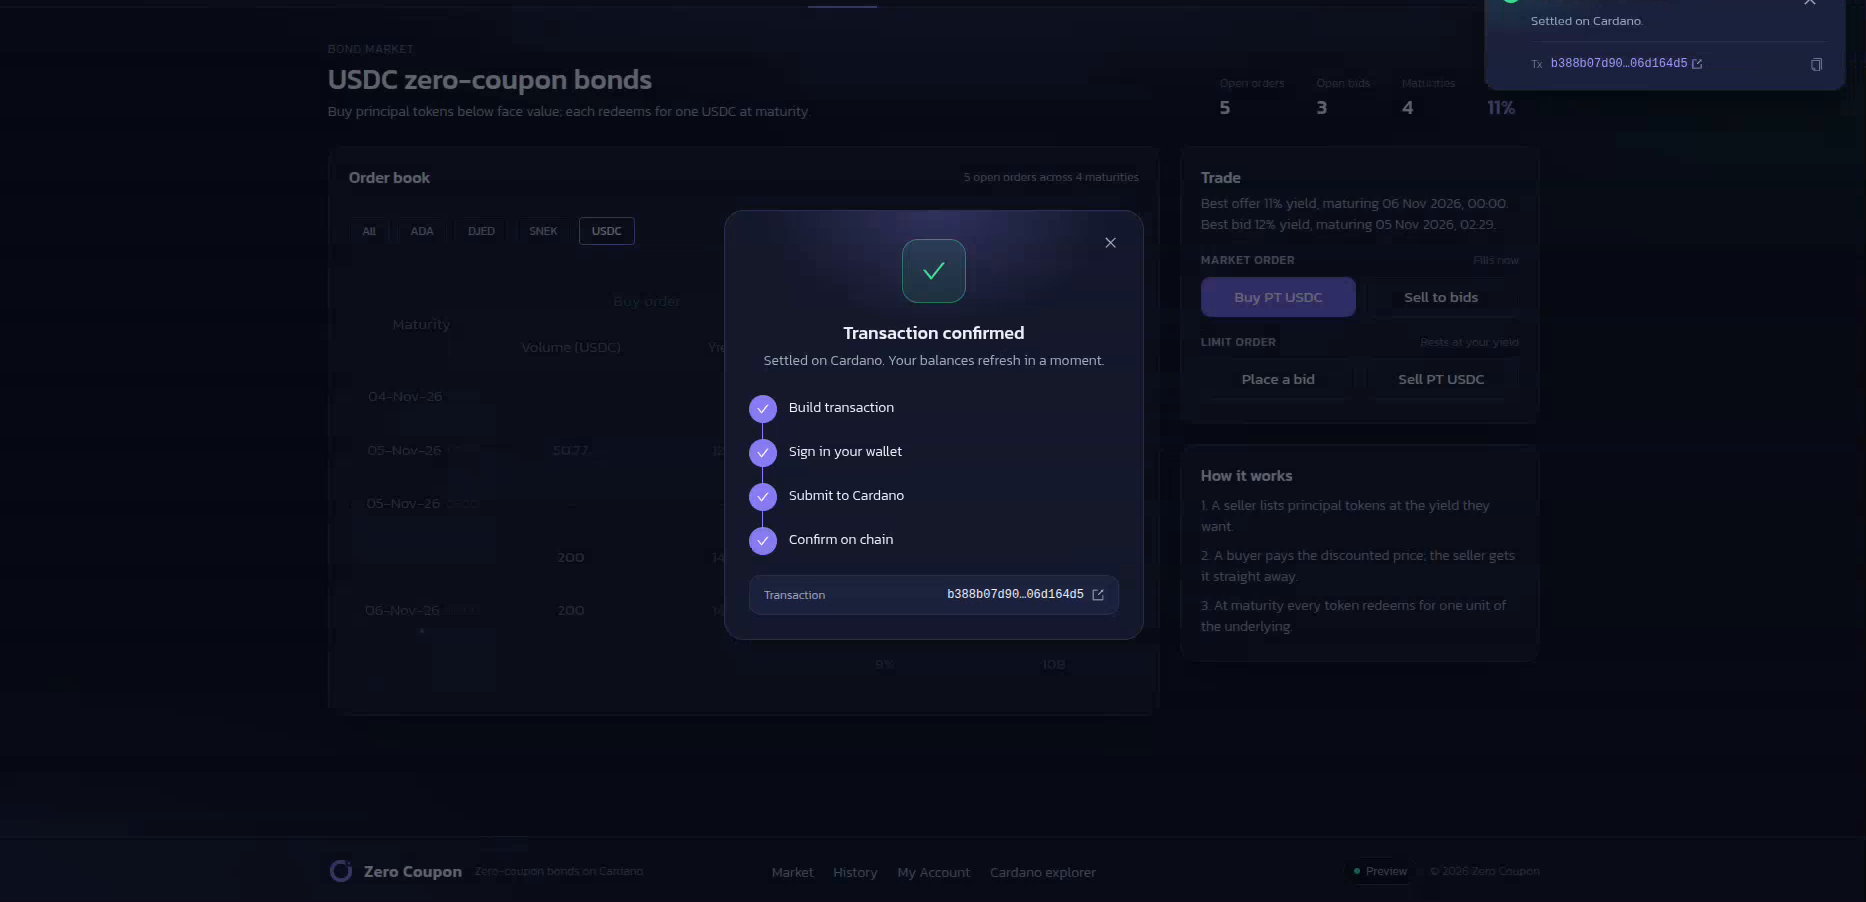 Settled on Cardano.
Tx b388b07d90…06d164d5
BOND MARKET
USDC zero-coupon bonds
Buy principal tokens below face value; each redeems for one USDC at maturity.
Open orders
5
Open bids
3
Maturities
4
11%
Order book
5 open orders across 4 maturities
All
ADA
DJED
SNEK
USDC
Buy order
Maturity
Volume (USDC)
04-Nov-26
05-Nov-26
05-Nov-26
200
06-Nov-26
200
9%
108
Transaction confirmed
Settled on Cardano. Your balances refresh in a moment.
Build transaction
Sign in your wallet
Submit to Cardano
Confirm on chain
Transaction b388b07d90…06d164d5
Trade
Best offer 11% yield, maturing 06 Nov 2026, 00:00.
Best bid 12% yield, maturing 05 Nov 2026, 02:29.
MARKET ORDER
Fills now
Buy PT USDC
Sell to bids
LIMIT ORDER
Rests at your yield
Place a bid
Sell PT USDC
How it works
1. A seller lists principal tokens at the yield they
want.
2. A buyer pays the discounted price; the seller gets
it straight away.
3. At maturity every token redeems for one unit of
the underlying.
Zero Coupon
Zero-coupon bonds on Cardano
Market
History
My Account
Cardano explorer
Preview
© 2026 Zero Coupon